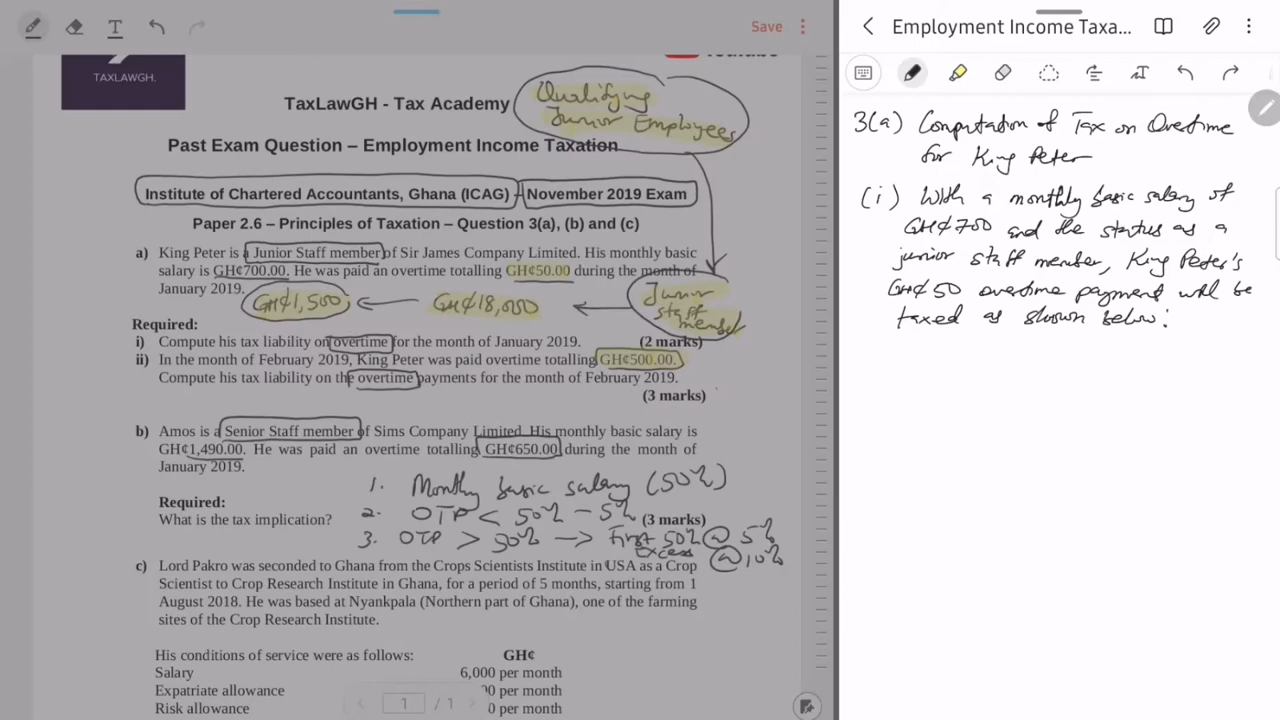 Save
TAXLAWGH.
TaxLawGH - Tax Academy
Qualifying
Junior Employees
Past Exam Question – Employment Income Taxation
Institute of Chartered Accountants, Ghana (ICAG) – November 2019 Exam
Paper 2.6 – Principles of Taxation - Question 3(a), (b) and (c)
a) King Peter is a Junior Staff member of Sir James Company Limited. His monthly basic
salary is GH¢700.00. He was paid an overtime totalling GH¢50.00 during the month of
January 2019.
GH¢1,500 ← GH¢18,000 ← Junior
staff
member
Required:
i) Compute his tax liability on overtime for the month of January 2019. (2 marks)
ii) In the month of February 2019, King Peter was paid overtime totalling GH¢500.00.
Compute his tax liability on the overtime payments for the month of February 2019.
(3 marks)
b) Amos is a Senior Staff member of Sims Company Limited. His monthly basic salary is
GH¢1,490.00. He was paid an overtime totalling GH¢650.00 during the month of
January 2019.
1. Monthly basic salary (50%)
Required:
2. OTP < 50% – 5%
What is the tax implication? (3 marks)
3. OTP > 50% → First 50% @ 5%
Excess @ 10%
c) Lord Pakro was seconded to Ghana from the Crops Scientists Institute in USA as a Crop
Scientist to Crop Research Institute in Ghana, for a period of 5 months, starting from 1
August 2018. He was based at Nyankpala (Northern part of Ghana), one of the farming
sites of the Crop Research Institute.
His conditions of service were as follows: GH¢
Salary 6,000 per month
Expatriate allowance 00 per month
Risk allowance 0 per month
1 / 1
Employment Income Taxa...
3(a) Computation of Tax on Overtime
for King Peter
(i) With a monthly basic salary of
GH¢700 and the status as a
junior staff member, King Peter's
GH¢50 overtime payment will be
taxed as shown below: